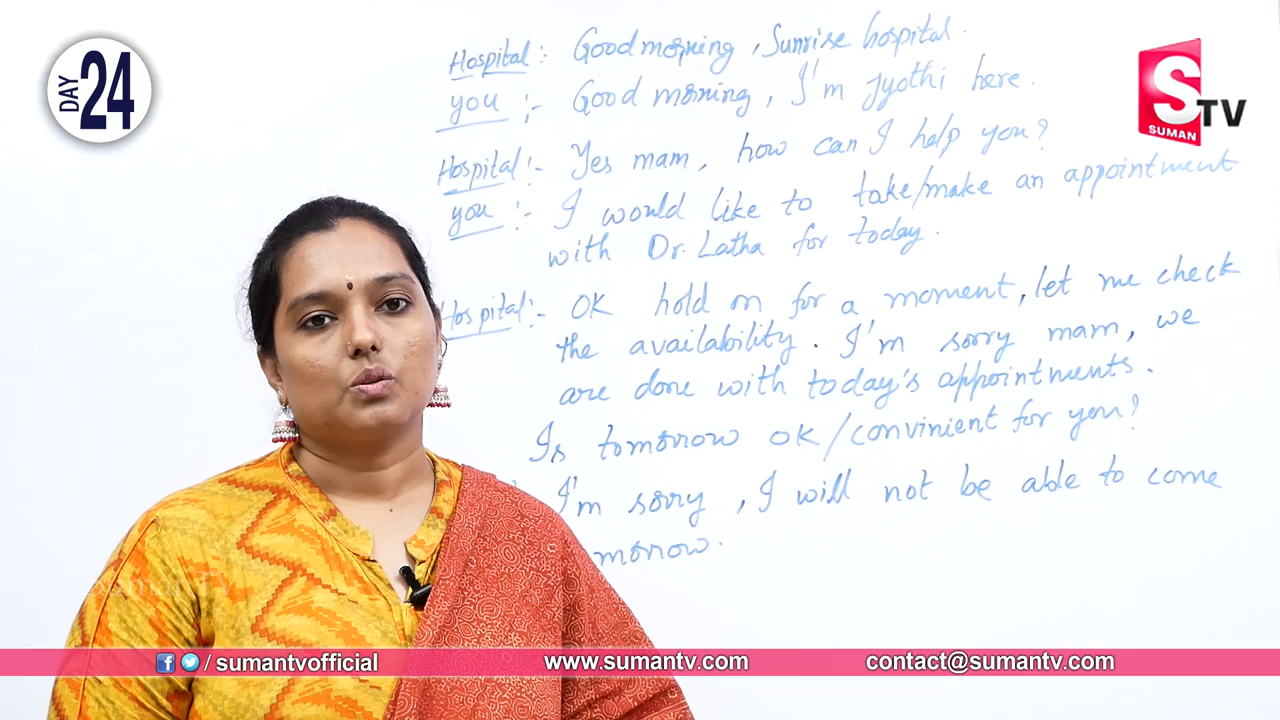 DAY 24
Hospital: Good morning, Sunrise hospital.
you :- Good morning, I'm Jyothi here.
Hospital:- Yes mam, how can I help you?
you :- I would like to take/make an appointment
with Dr. Latha for today.
Hospital:- OK hold on for a moment, let me check
the availability. I'm sorry mam, we
are done with today's appointments.
Is tomorrow OK/convinient for you?
I'm sorry, I will not be able to come
morrow.
S TV
SUMAN
SumanTV
/ sumantvofficial
www.sumantv.com
contact@sumantv.com